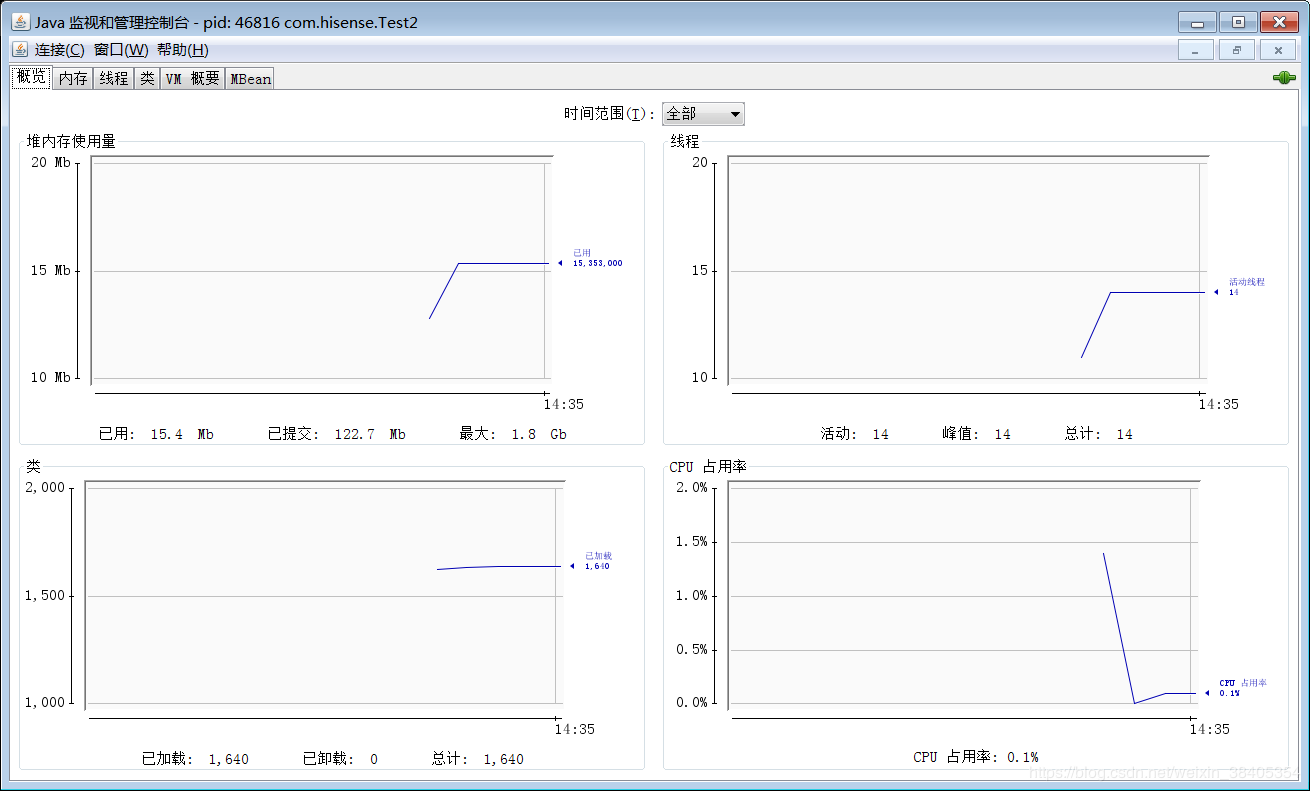 Java 监视和管理控制台 - pid: 46816 com.hisense.Test2
连接(C) 窗口(W) 帮助(H)
概览 内存 线程 类 VM 概要 MBean
时间范围(T): 全部
堆内存使用量
20 Mb
15 Mb
10 Mb
已用
15,353,000
14:35
已用: 15.4 Mb 已提交: 122.7 Mb 最大: 1.8 Gb
线程
20
15
10
活动线程
14
14:35
活动: 14 峰值: 14 总计: 14
类
2,000
1,500
1,000
已加载
1,640
14:35
已加载: 1,640 已卸载: 0 总计: 1,640
CPU 占用率
2.0%
1.5%
1.0%
0.5%
0.0%
CPU 占用率
0.1%
14:35
CPU 占用率: 0.1%
https://blog.csdn.net/weixin_38405354